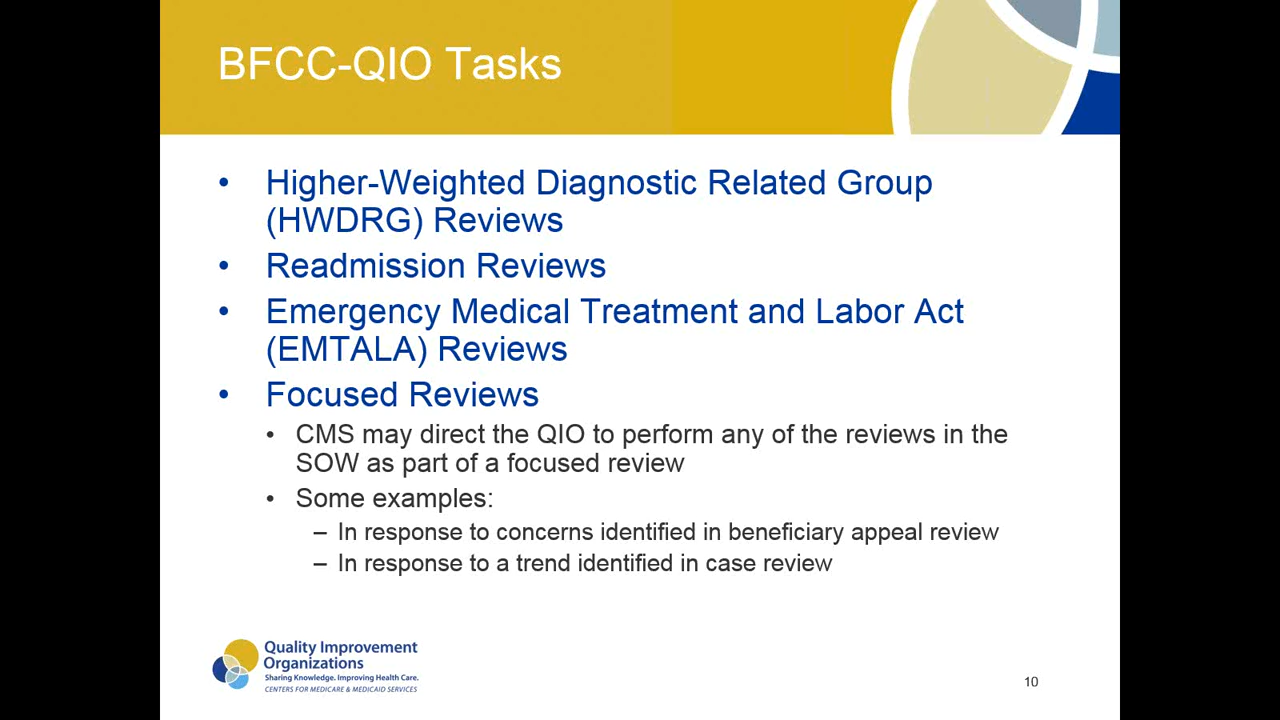 BFCC-QIO Tasks
• Higher-Weighted Diagnostic Related Group
(HWDRG) Reviews
• Readmission Reviews
• Emergency Medical Treatment and Labor Act
(EMTALA) Reviews
• Focused Reviews
• CMS may direct the QIO to perform any of the reviews in the
SOW as part of a focused review
• Some examples:
– In response to concerns identified in beneficiary appeal review
– In response to a trend identified in case review
Quality Improvement
Organizations
Sharing Knowledge. Improving Health Care.
CENTERS FOR MEDICARE & MEDICAID SERVICES
10